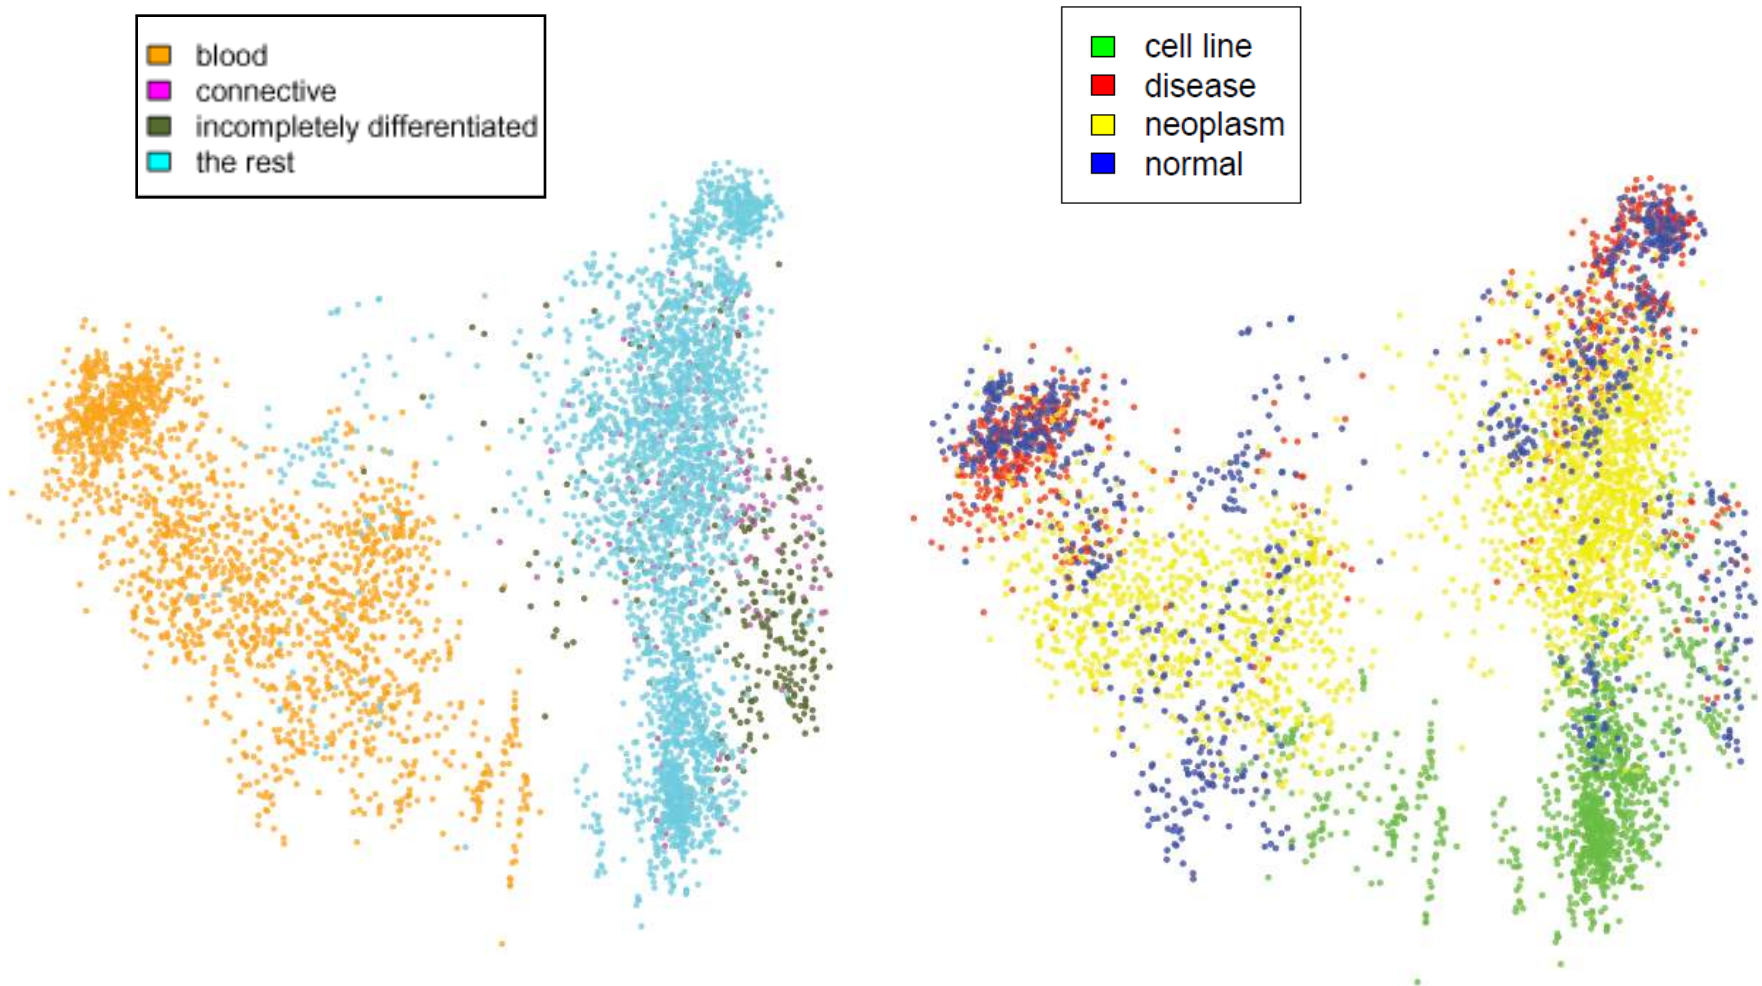 blood
connective
incompletely differentiated
the rest
cell line
disease
neoplasm
normal